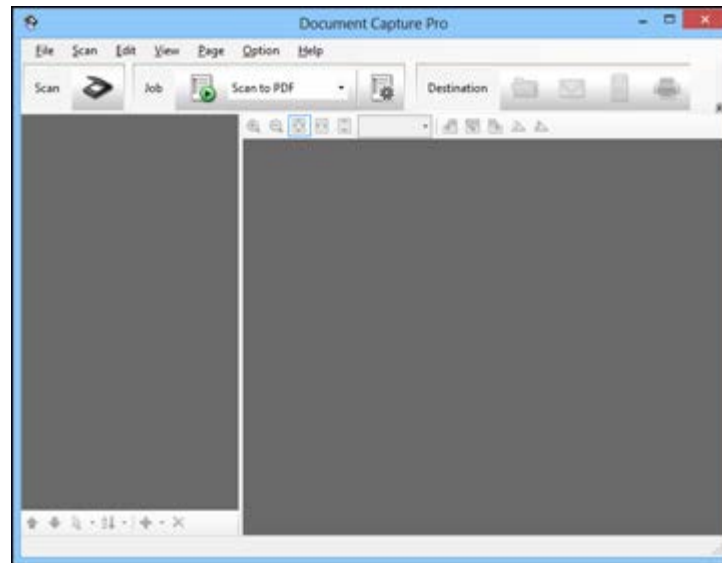 Document Capture Pro
File Scan Edit View Page Option Help
Scan Job Scan to PDF Destination